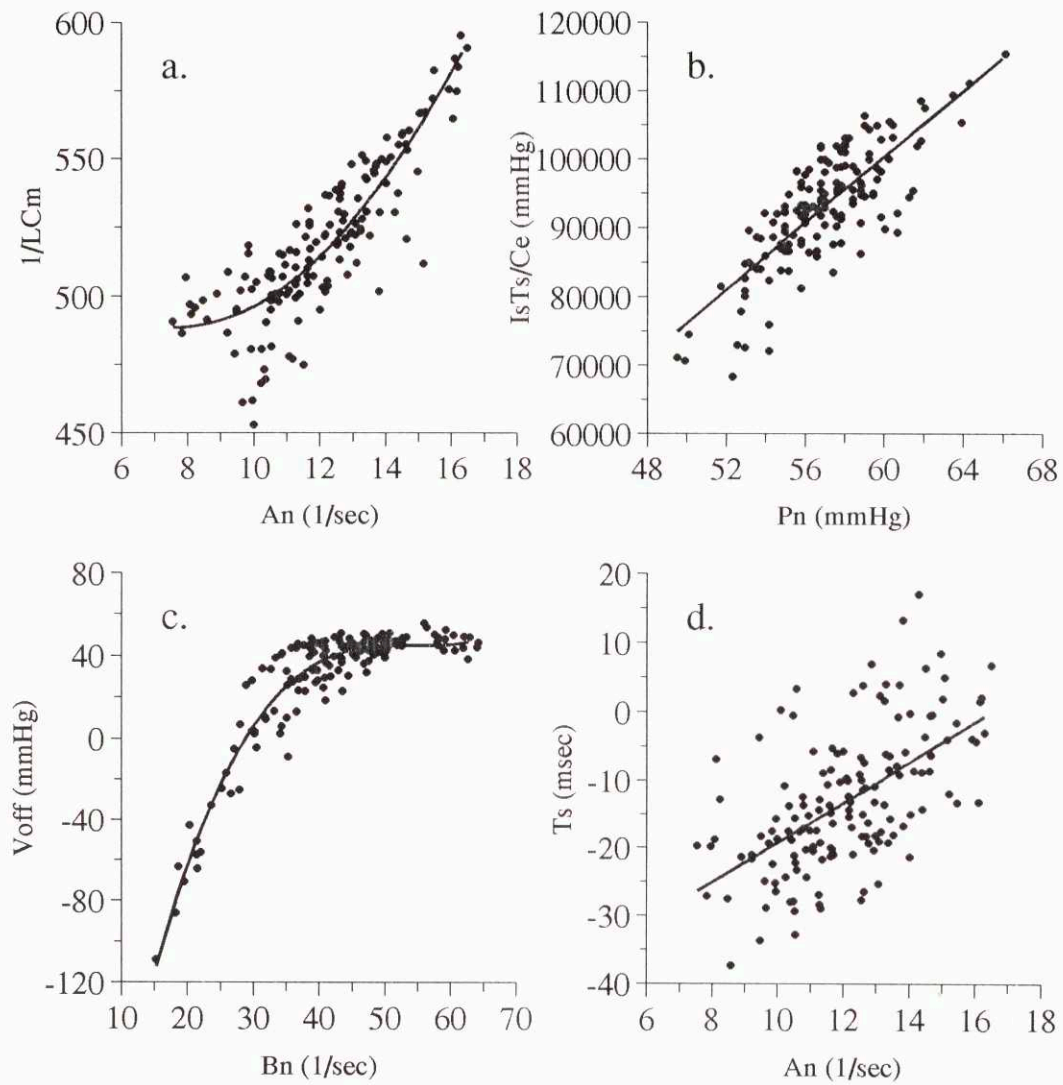 a.
600
550
500
450
1/LCm
6 8 10 12 14 16 18
An (1/sec)
b.
120000
110000
100000
90000
80000
70000
60000
IsTs/Ce (mmHg)
48 52 56 60 64 68
Pn (mmHg)
c.
80
40
0
-40
-80
-120
Voff (mmHg)
10 20 30 40 50 60 70
Bn (1/sec)
d.
20
10
0
-10
-20
-30
-40
Ts (msec)
6 8 10 12 14 16 18
An (1/sec)